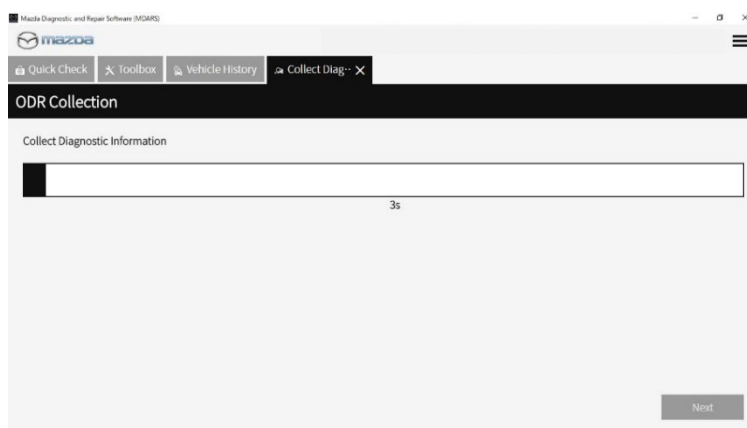 Mazda Diagnostic and Repair Software (MDARS)
mazda
Quick Check Toolbox Vehicle History Collect Diag··
ODR Collection
Collect Diagnostic Information
3s
Next